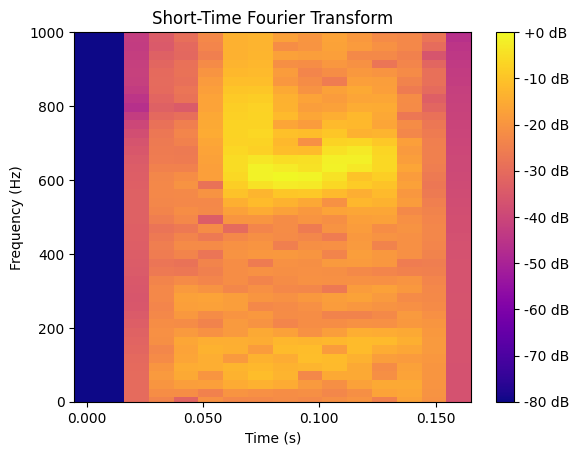 Short-Time Fourier Transform
1000
800
600
400
200
0
Frequency (Hz)
0.000
0.050
0.100
0.150
Time (s)
+0 dB
-10 dB
-20 dB
-30 dB
-40 dB
-50 dB
-60 dB
-70 dB
-80 dB